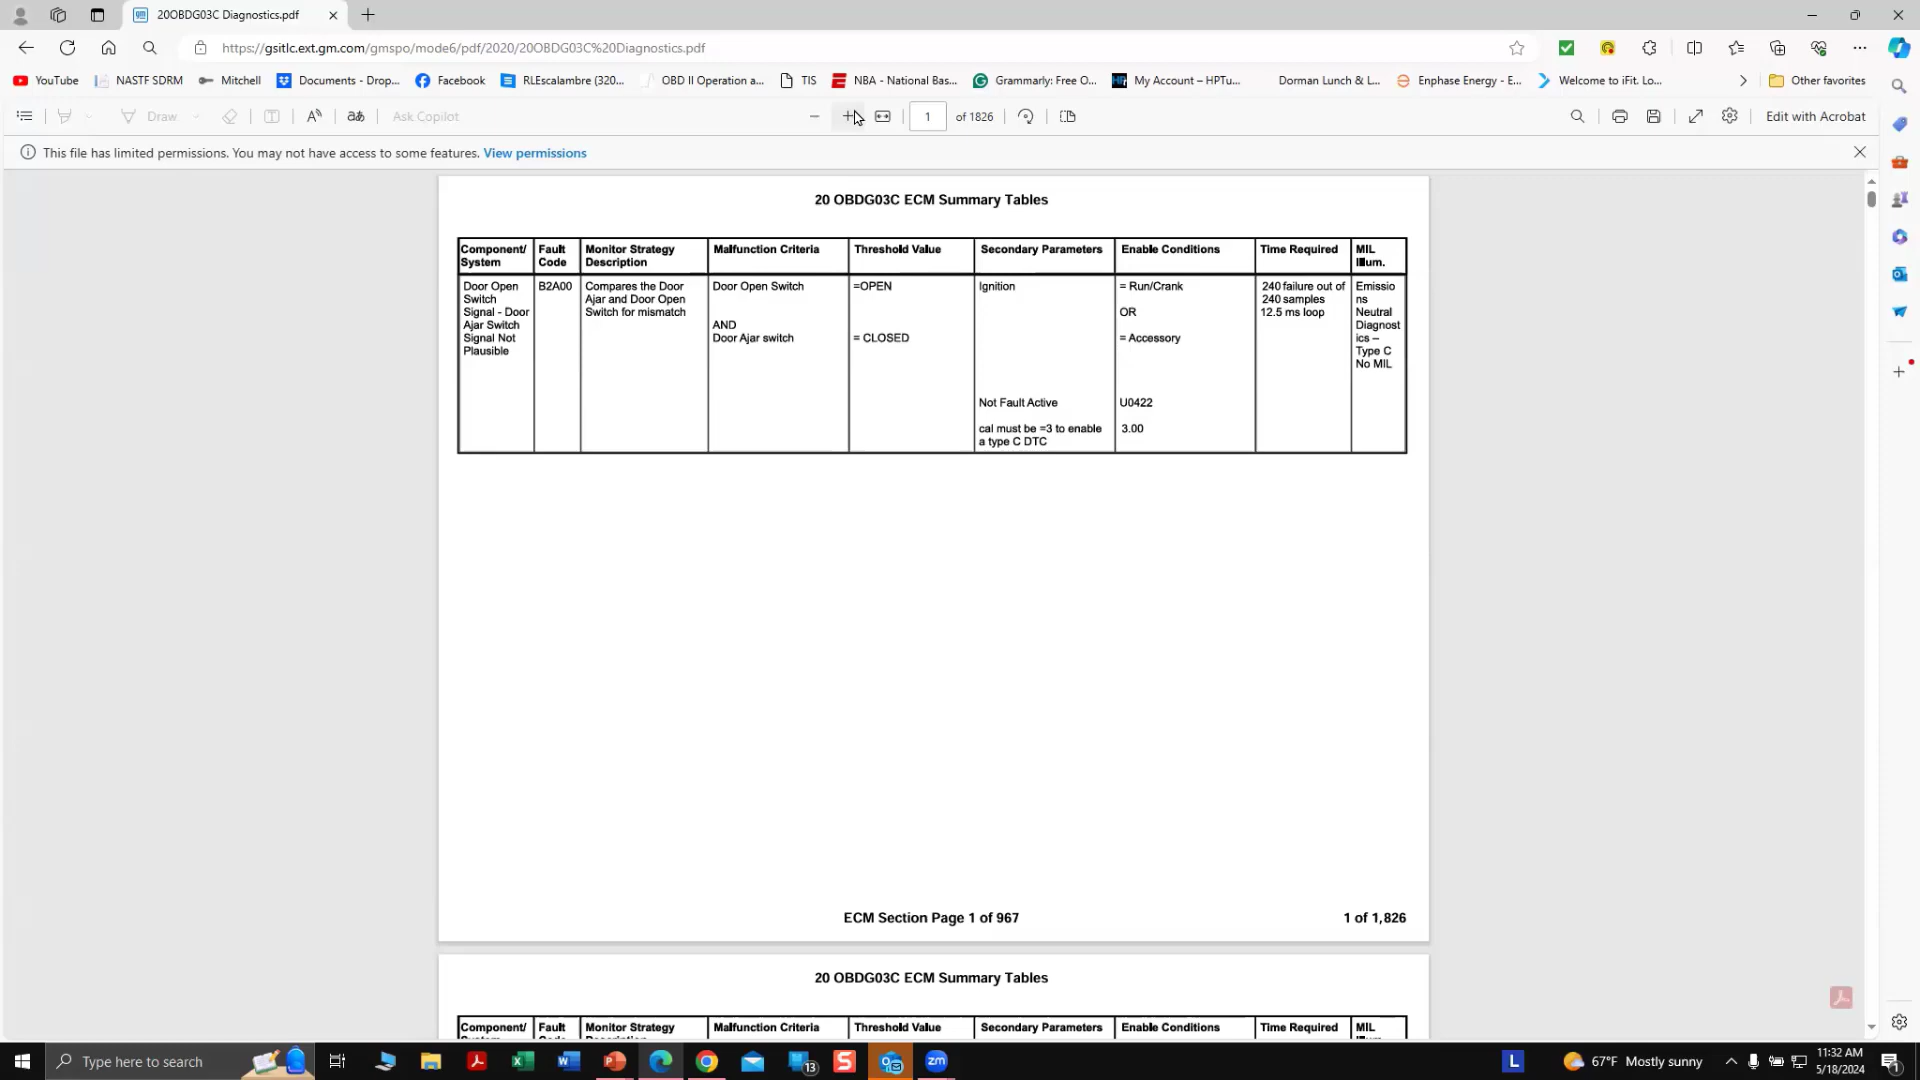 20OBDG03C Diagnostics.pdf
https://gsitlc.ext.gm.com/gmspo/mode6/pdf/2020/20OBDG03C%20Diagnostics.pdf
YouTube NASTF SDRM Mitchell Documents - Drop... Facebook RLEscalambre (320... OBD II Operation a... TIS NBA - National Bas... Grammarly: Free O... My Account – HPTu... Dorman Lunch & L... Enphase Energy - E... Welcome to iFit. Lo... Other favorites
Draw Ask Copilot 1 of 1826 Edit with Acrobat
This file has limited permissions. You may not have access to some features. View permissions
20 OBDG03C ECM Summary Tables
Component/ Fault Monitor Strategy Malfunction Criteria Threshold Value Secondary Parameters Enable Conditions Time Required MIL
System Code Description Illum.
Door Open B2A00 Compares the Door Door Open Switch =OPEN Ignition = Run/Crank 240 failure out of Emissio
Switch Ajar and Door Open 240 samples ns
Signal - Door Switch for mismatch OR 12.5 ms loop Neutral
Ajar Switch AND Diagnost
Signal Not Door Ajar switch = CLOSED = Accessory ics –
Plausible Type C
No MIL
Not Fault Active U0422
cal must be =3 to enable 3.00
a type C DTC
ECM Section Page 1 of 967 1 of 1,826
20 OBDG03C ECM Summary Tables
Component/ Fault Monitor Strategy Malfunction Criteria Threshold Value Secondary Parameters Enable Conditions Time Required MIL
Type here to search 13 zm L 67°F Mostly sunny 11:32 AM
5/18/2024 1